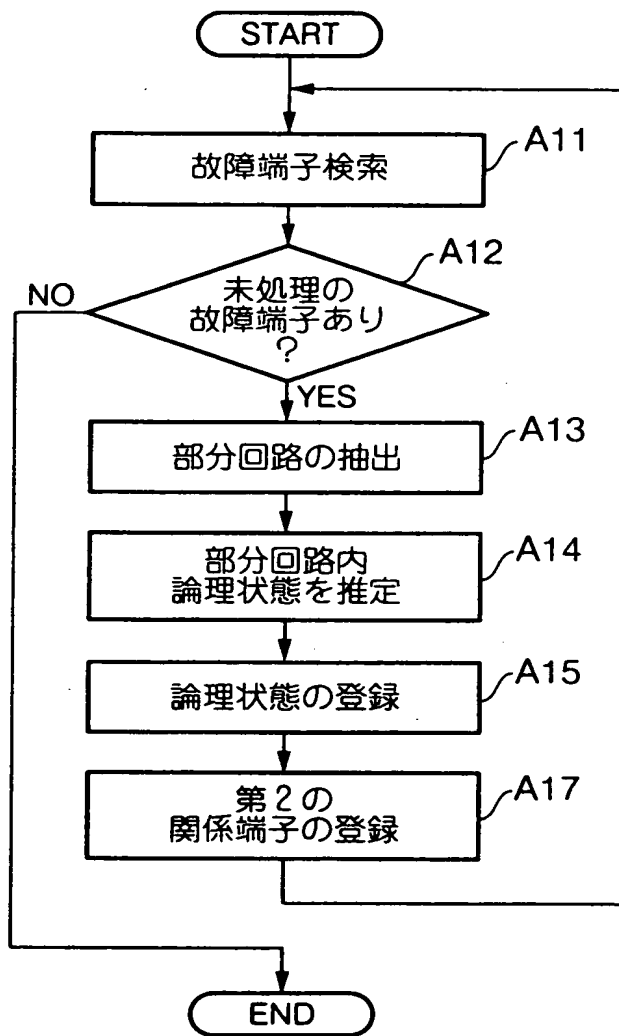 START
故障端子検索
A11
A12
未処理の
NO
故障端子あり
?
YES
部分回路の抽出
A13
部分回路内
論理状態を推定
A14
論理状態の登録
A15
第2の
関係端子の登録
A17
END